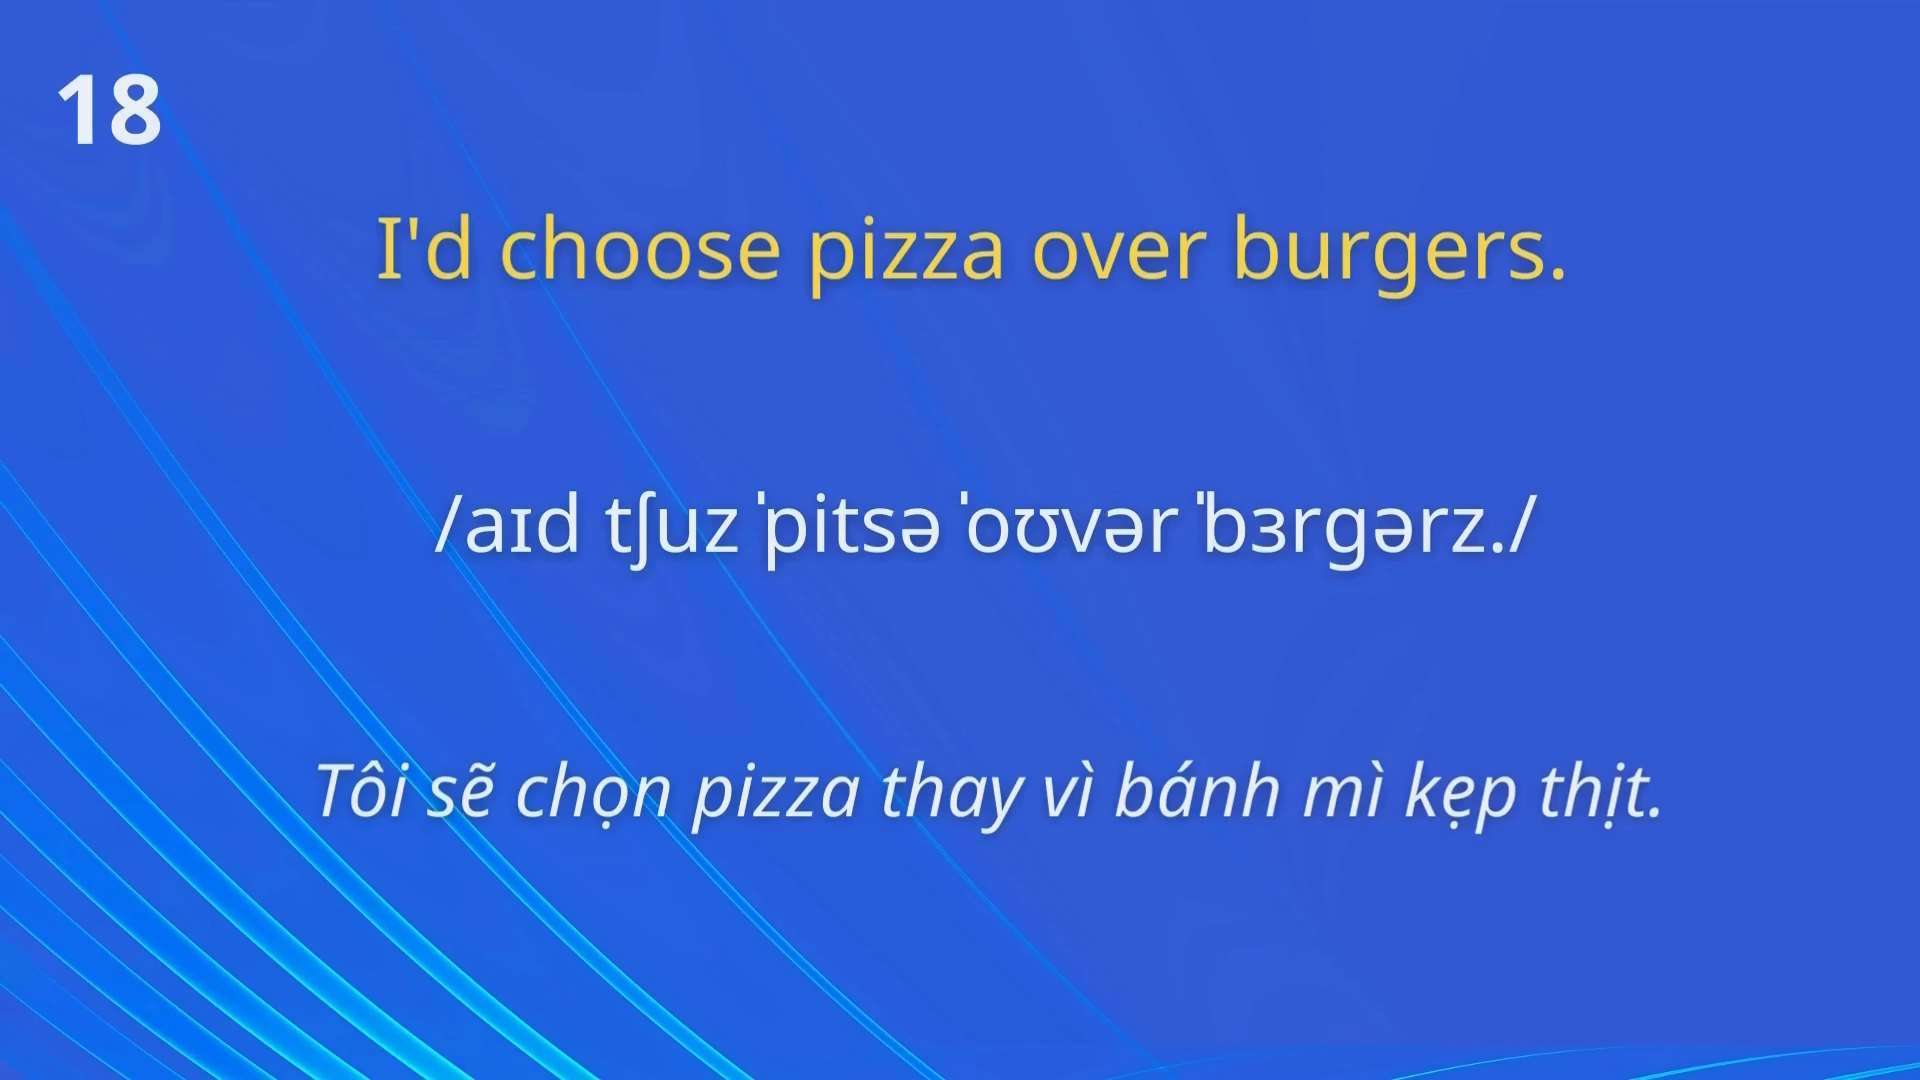 18
I'd choose pizza over burgers.
/aɪd tʃuz ˈpitsə ˈoʊvər ˈbɜrgərz./
Tôi sẽ chọn pizza thay vì bánh mì kẹp thịt.